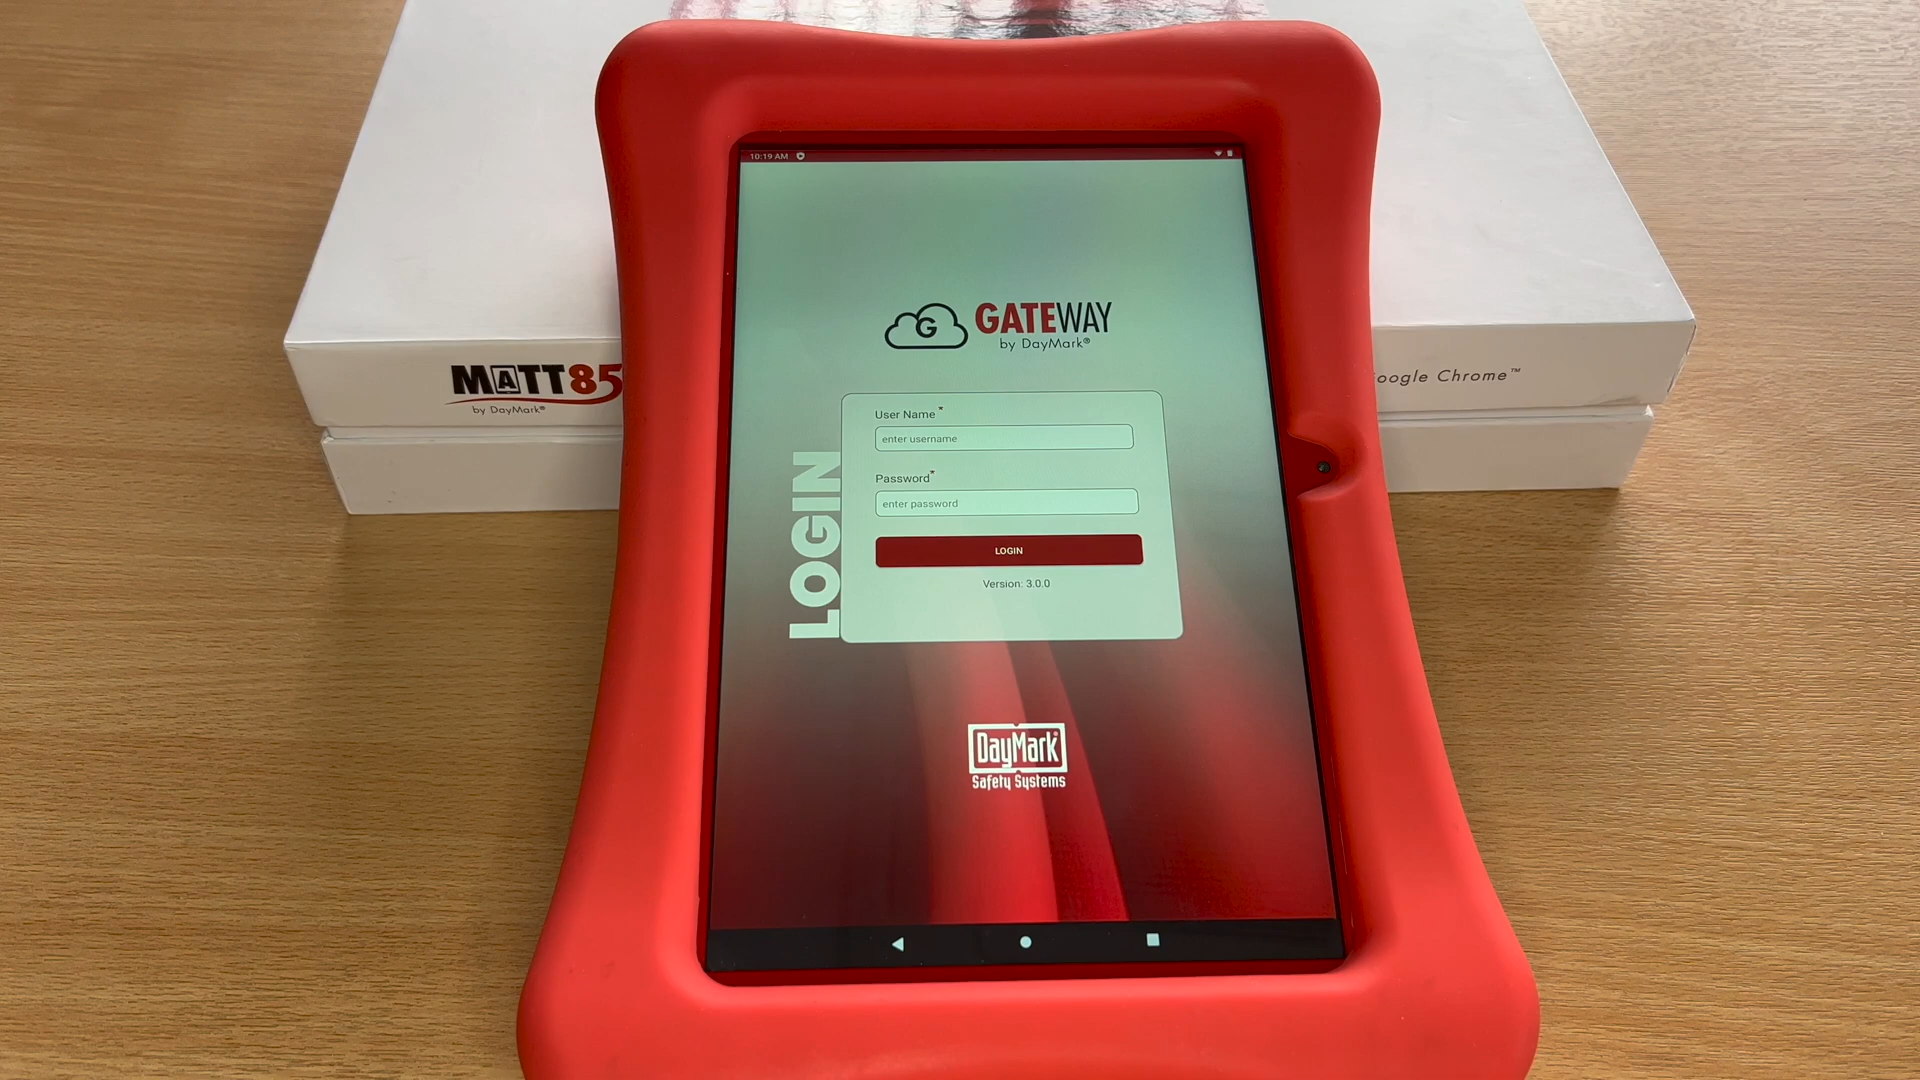 10:19 AM
G
GATEWAY
by DayMark®
User Name *
enter username
Password*
enter password
LOGIN
Version: 3.0.0
LOGIN
DayMark®
Safety Systems
MATT85
by DayMark®
oogle Chrome™